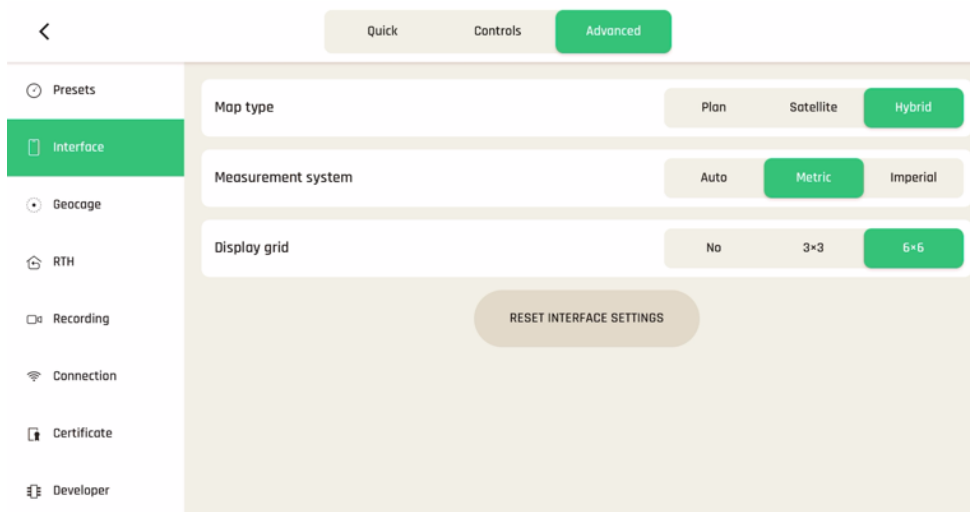 Quick Controls Advanced
Presets
Interface
Geocage
RTH
Recording
Connection
Certificate
Developer
Map type Plan Satellite Hybrid
Measurement system Auto Metric Imperial
Display grid No 3×3 6×6
RESET INTERFACE SETTINGS